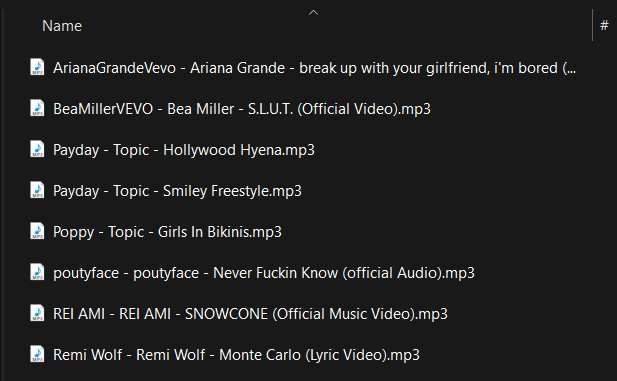 Name
#
ArianaGrandeVevo - Ariana Grande - break up with your girlfriend, i'm bored (...
BeaMillerVEVO - Bea Miller - S.L.U.T. (Official Video).mp3
Payday - Topic - Hollywood Hyena.mp3
Payday - Topic - Smiley Freestyle.mp3
Poppy - Topic - Girls In Bikinis.mp3
poutyface - poutyface - Never Fuckin Know (official Audio).mp3
REI AMI - REI AMI - SNOWCONE (Official Music Video).mp3
Remi Wolf - Remi Wolf - Monte Carlo (Lyric Video).mp3